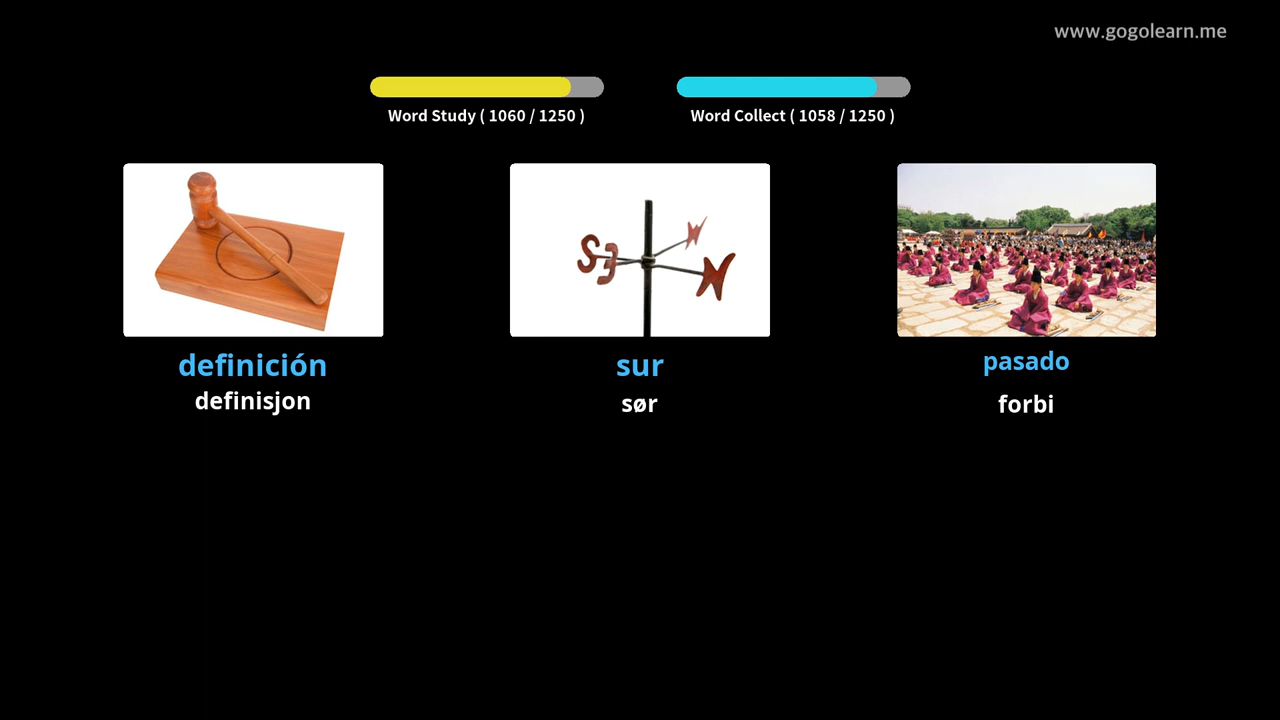 www.gogolearn.me
Word Study ( 1060 / 1250 )
Word Collect ( 1058 / 1250 )
S E N W
definición
definisjon
sur
sør
pasado
forbi